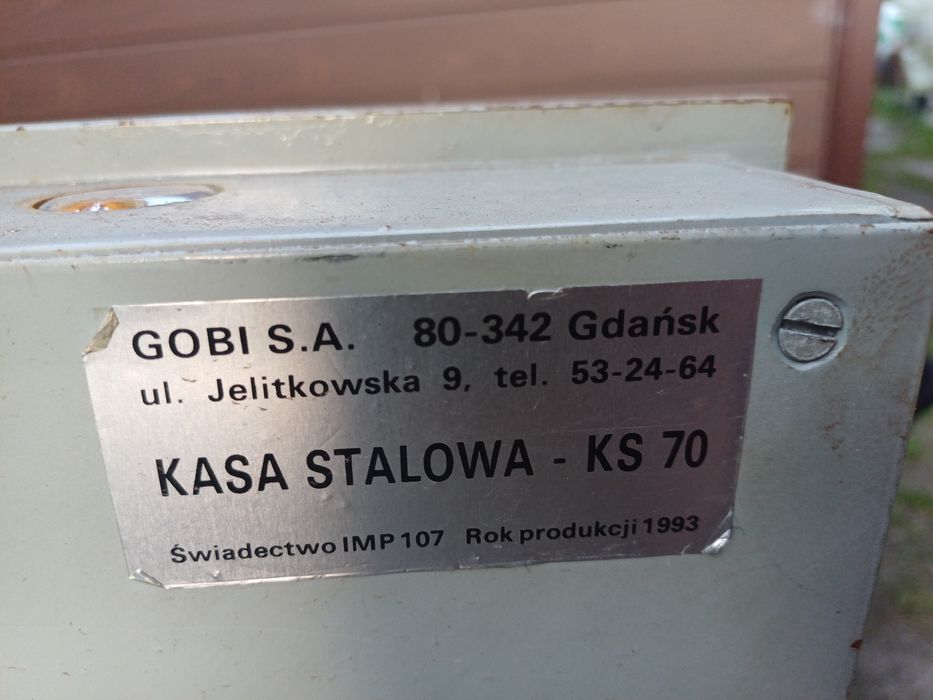 GOBI S.A. 80-342 Gdańsk
ul. Jelitkowska 9, tel. 53-24-64
KASA STALOWA - KS 70
Świadectwo IMP 107 Rok produkcji 1993